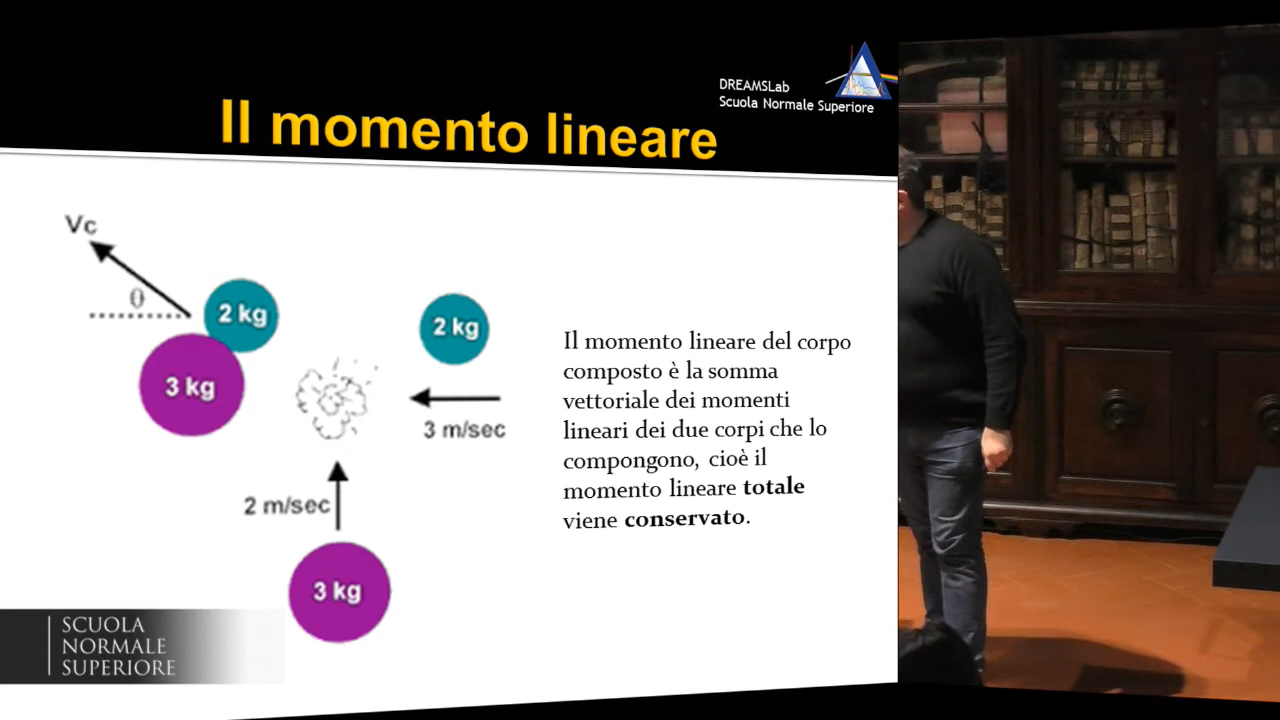 DREAMSLab
Scuola Normale Superiore
Il momento lineare
Vc
θ
2 kg
3 kg
2 kg
3 m/sec
2 m/sec
3 kg
Il momento lineare del corpo
composto è la somma
vettoriale dei momenti
lineari dei due corpi che lo
compongono, cioè il
momento lineare totale
viene conservato.
SCUOLA
NORMALE
SUPERIORE